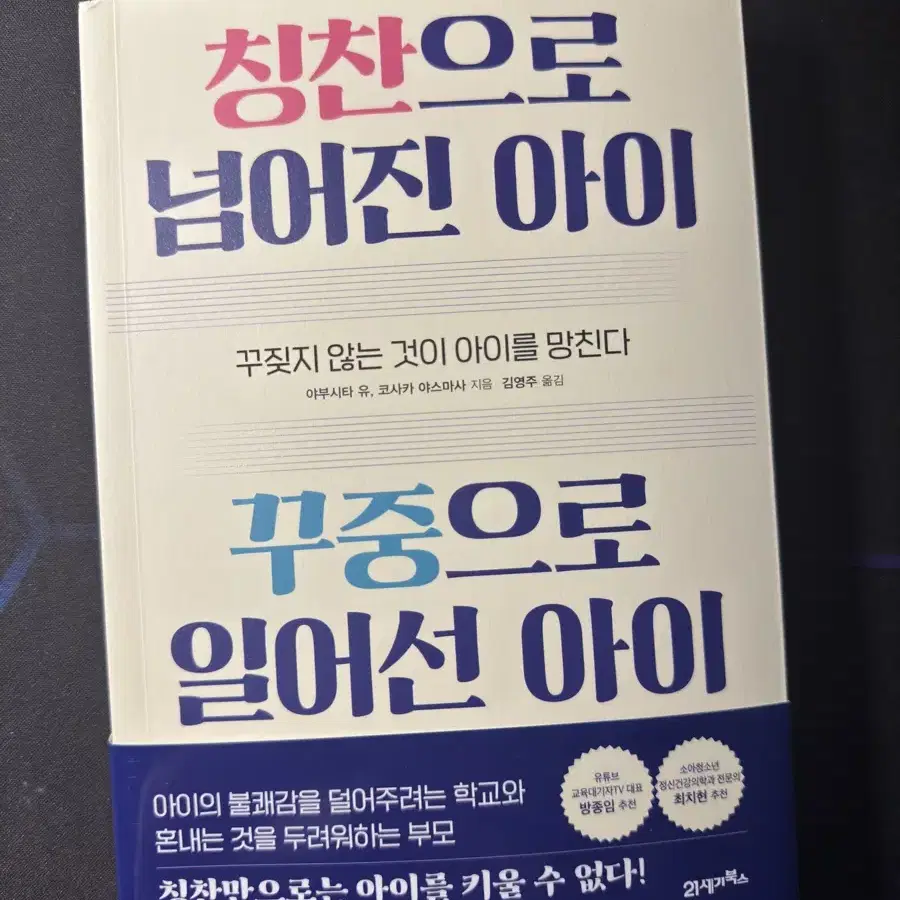 칭찬으로
넘어진 아이
꾸짖지 않는 것이 아이를 망친다
야부시타 유, 코사카 야스마사 지음 김영주 옮김
꾸중으로
일어선 아이
아이의 불쾌감을 덜어주려는 학교와
혼내는 것을 두려워하는 부모
유튜브
교육대기자TV 대표
방종임 추천
소아청소년
정신건강의학과 전문의
최치현 추천
칭찬만으로는 아이를 키울 수 없다!
21세기북스